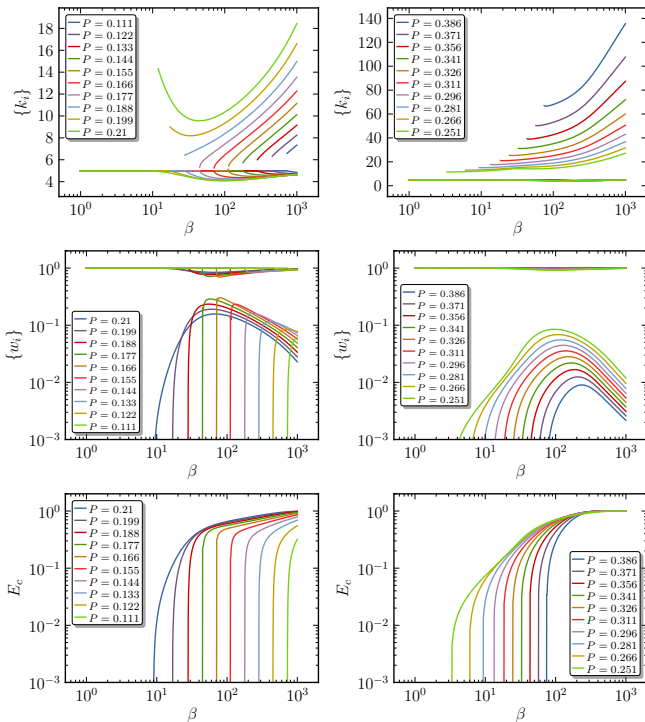 18
16
14
12
10
8
6
4
{k_i}
P = 0.111
P = 0.122
P = 0.133
P = 0.144
P = 0.155
P = 0.166
P = 0.177
P = 0.188
P = 0.199
P = 0.21
10^0
10^1
10^2
10^3
β
140
120
100
80
60
40
20
0
{k_i}
P = 0.386
P = 0.371
P = 0.356
P = 0.341
P = 0.326
P = 0.311
P = 0.296
P = 0.281
P = 0.266
P = 0.251
10^0
10^1
10^2
10^3
β
10^0
10^−1
10^−2
10^−3
{w_i}
P = 0.21
P = 0.199
P = 0.188
P = 0.177
P = 0.166
P = 0.155
P = 0.144
P = 0.133
P = 0.122
P = 0.111
10^0
10^1
10^2
10^3
β
10^0
10^−1
10^−2
10^−3
{w_i}
P = 0.386
P = 0.371
P = 0.356
P = 0.341
P = 0.326
P = 0.311
P = 0.296
P = 0.281
P = 0.266
P = 0.251
10^0
10^1
10^2
10^3
β
10^0
10^−1
10^−2
10^−3
E_c
P = 0.21
P = 0.199
P = 0.188
P = 0.177
P = 0.166
P = 0.155
P = 0.144
P = 0.133
P = 0.122
P = 0.111
10^0
10^1
10^2
10^3
β
10^0
10^−1
10^−2
10^−3
E_c
P = 0.386
P = 0.371
P = 0.356
P = 0.341
P = 0.326
P = 0.311
P = 0.296
P = 0.281
P = 0.266
P = 0.251
10^0
10^1
10^2
10^3
β